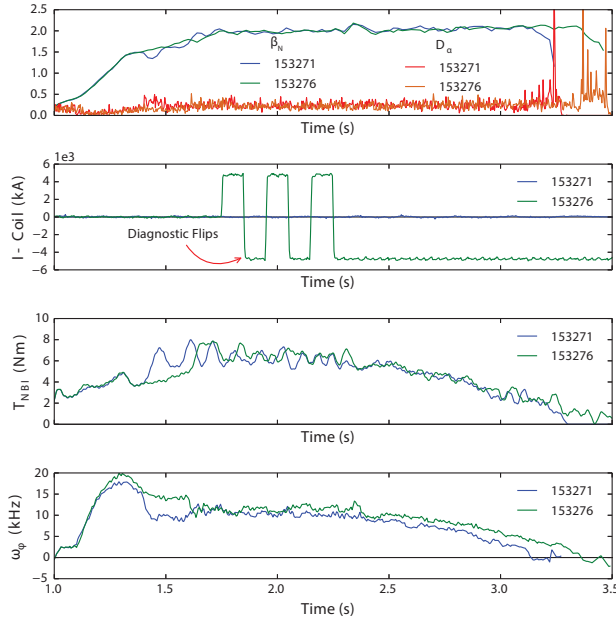 2.5
2.0
1.5
1.0
0.5
0.0
β_N
D_α
153271
153276
153271
153276
Time (s)
6 1e3
4
2
0
−2
−4
−6
I - Coil (kA)
153271
153276
Diagnostic Flips
Time (s)
10
8
6
4
2
0
T_NBI (Nm)
153271
153276
Time (s)
20
15
10
5
0
−5
ω_φ (kHz)
153271
153276
1.0 1.5 2.0 2.5 3.0 3.5
Time (s)